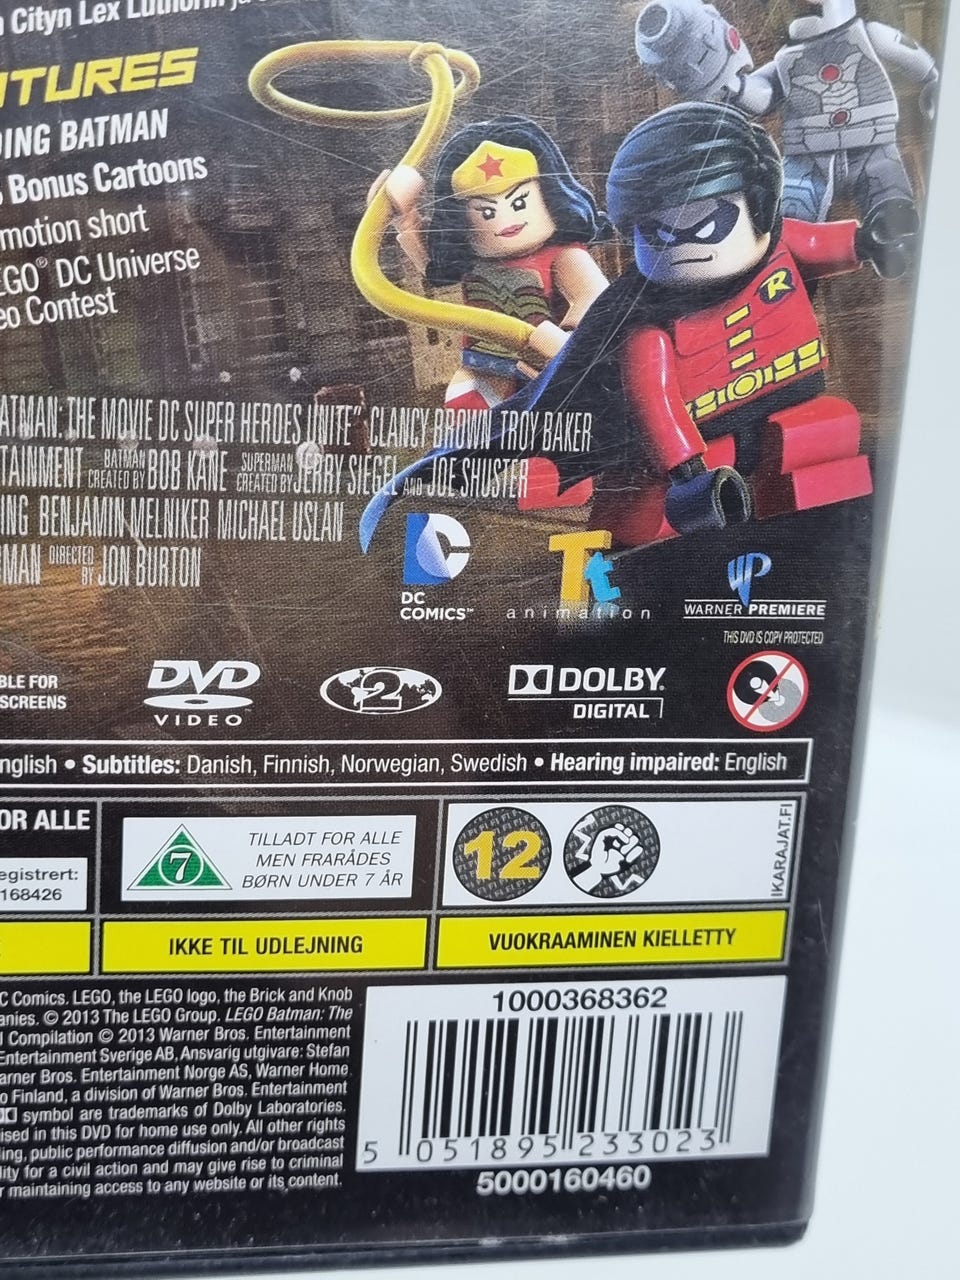 Cityn Lex Luthorin ja
TURES
DING BATMAN
5 Bonus Cartoons
motion short
EGO® DC Universe
eo Contest
R
ATMAN: THE MOVIE DC SUPER HEROES UNITE" CLANCY BROWN TROY BAKER
TAINMENT BATMAN CREATED BY BOB KANE SUPERMAN CREATED BY JERRY SIEGEL AND JOE SHUSTER
ING BENJAMIN MELNIKER MICHAEL USLAN
MAN DIRECTED BY JON BURTON
DC
COMICS™
Tt
animation
WP
WARNER PREMIERE
THIS DVD IS COPY PROTECTED
BLE FOR
SCREENS
DVD
VIDEO
2
DOLBY
DIGITAL
nglish • Subtitles: Danish, Finnish, Norwegian, Swedish • Hearing impaired: English
OR ALLE
egistrert:
168426
7
TILLADT FOR ALLE
MEN FRARÅDES
BØRN UNDER 7 ÅR
12
IKARAJAT.FI
IKKE TIL UDLEJNING
VUOKRAAMINEN KIELLETTY
C Comics. LEGO, the LEGO logo, the Brick and Knob
anies. © 2013 The LEGO Group. LEGO Batman: The
l Compilation © 2013 Warner Bros. Entertainment
Entertainment Sverige AB, Ansvarig utgivare: Stefan
arner Bros. Entertainment Norge AS, Warner Home
o Finland, a division of Warner Bros. Entertainment
symbol are trademarks of Dolby Laboratories.
ised in this DVD for home use only. All other rights
ing, public performance diffusion and/or broadcast
lity for a civil action and may give rise to criminal
r maintaining access to any website or its content.
1000368362
5 051895 233023
5000160460